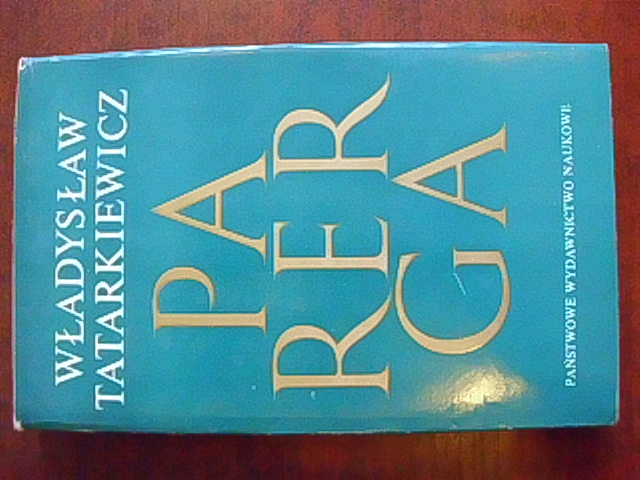 WŁADYSŁAW
TATARKIEWICZ
PA
RER
GA
PAŃSTWOWE WYDAWNICTWO NAUKOWE